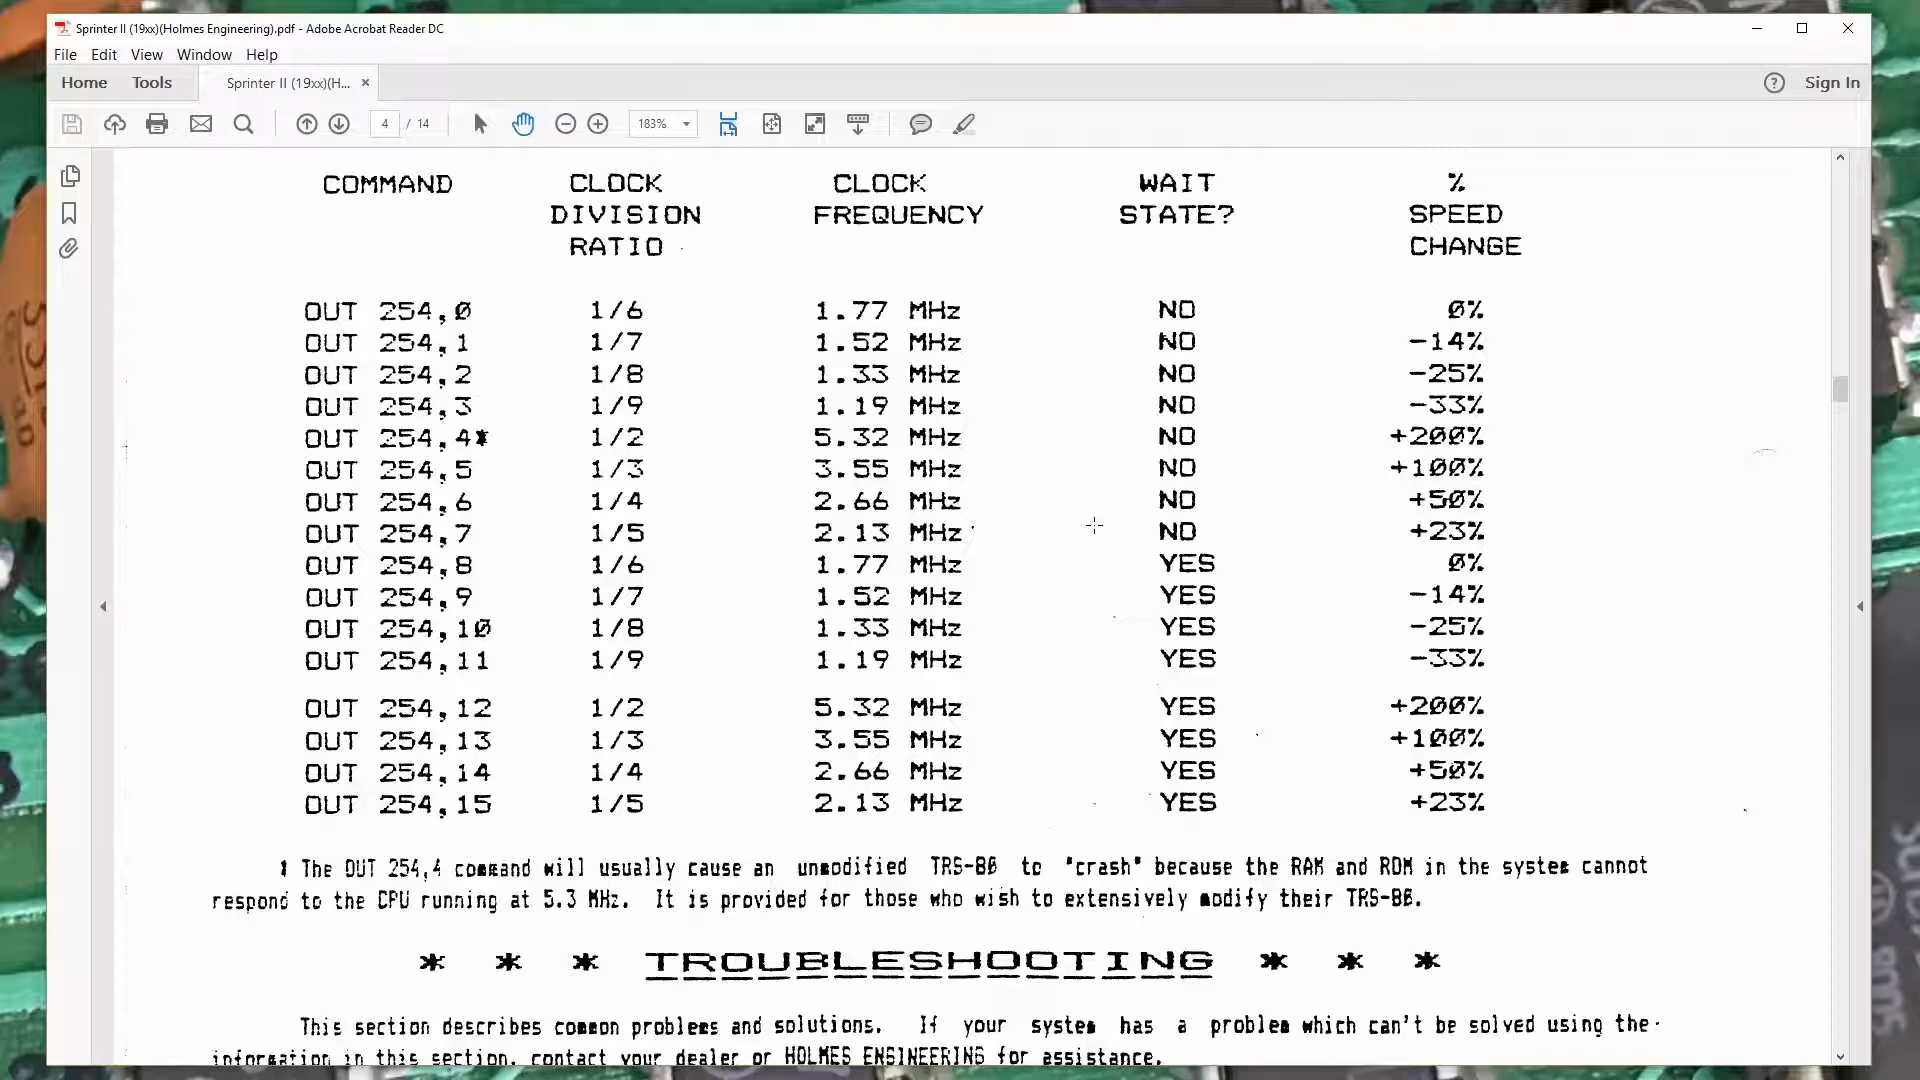 Sprinter II (19xx)(Holmes Engineering).pdf - Adobe Acrobat Reader DC
File Edit View Window Help
Home Tools Sprinter II (19xx)(H... × Sign In
4 / 14 183%
COMMAND CLOCK CLOCK WAIT %
DIVISION FREQUENCY STATE? SPEED
RATIO CHANGE
OUT 254,0 1/6 1.77 MHz NO 0%
OUT 254,1 1/7 1.52 MHz NO -14%
OUT 254,2 1/8 1.33 MHz NO -25%
OUT 254,3 1/9 1.19 MHz NO -33%
OUT 254,4* 1/2 5.32 MHz NO +200%
OUT 254,5 1/3 3.55 MHz NO +100%
OUT 254,6 1/4 2.66 MHz NO +50%
OUT 254,7 1/5 2.13 MHz NO +23%
OUT 254,8 1/6 1.77 MHz YES 0%
OUT 254,9 1/7 1.52 MHz YES -14%
OUT 254,10 1/8 1.33 MHz YES -25%
OUT 254,11 1/9 1.19 MHz YES -33%
OUT 254,12 1/2 5.32 MHz YES +200%
OUT 254,13 1/3 3.55 MHz YES +100%
OUT 254,14 1/4 2.66 MHz YES +50%
OUT 254,15 1/5 2.13 MHz YES +23%
* The OUT 254,4 command will usually cause an unmodified TRS-80 to "crash" because the RAM and ROM in the system cannot
respond to the CPU running at 5.3 MHz. It is provided for those who wish to extensively modify their TRS-80.
* * * TROUBLESHOOTING * * *
This section describes common problems and solutions. If your system has a problem which can't be solved using the
information in this section, contact your dealer or HOLMES ENGINEERING for assistance.